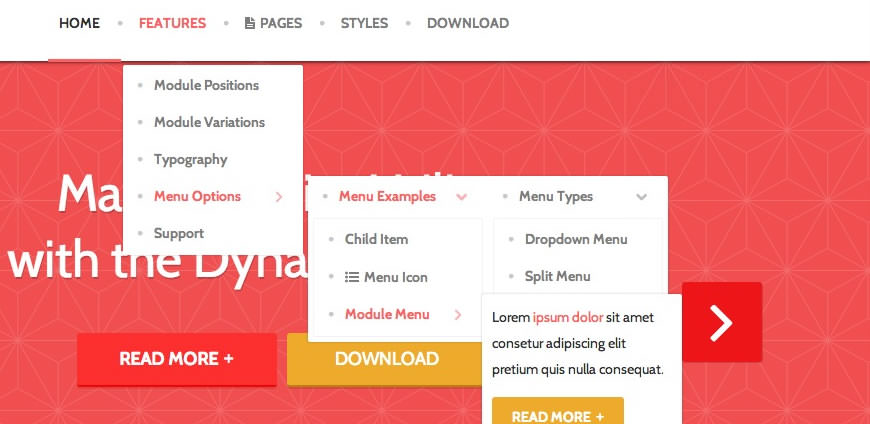 HOME • FEATURES • PAGES • STYLES • DOWNLOAD
Module Positions
Module Variations
Typography
Menu Options
Support
Menu Examples
Child Item
Menu Icon
Module Menu
Menu Types
Dropdown Menu
Split Menu
Lorem ipsum dolor sit amet
consetur adipiscing elit
pretium quis nulla consequat.
READ MORE +
Ma
with the Dyna
READ MORE +
DOWNLOAD